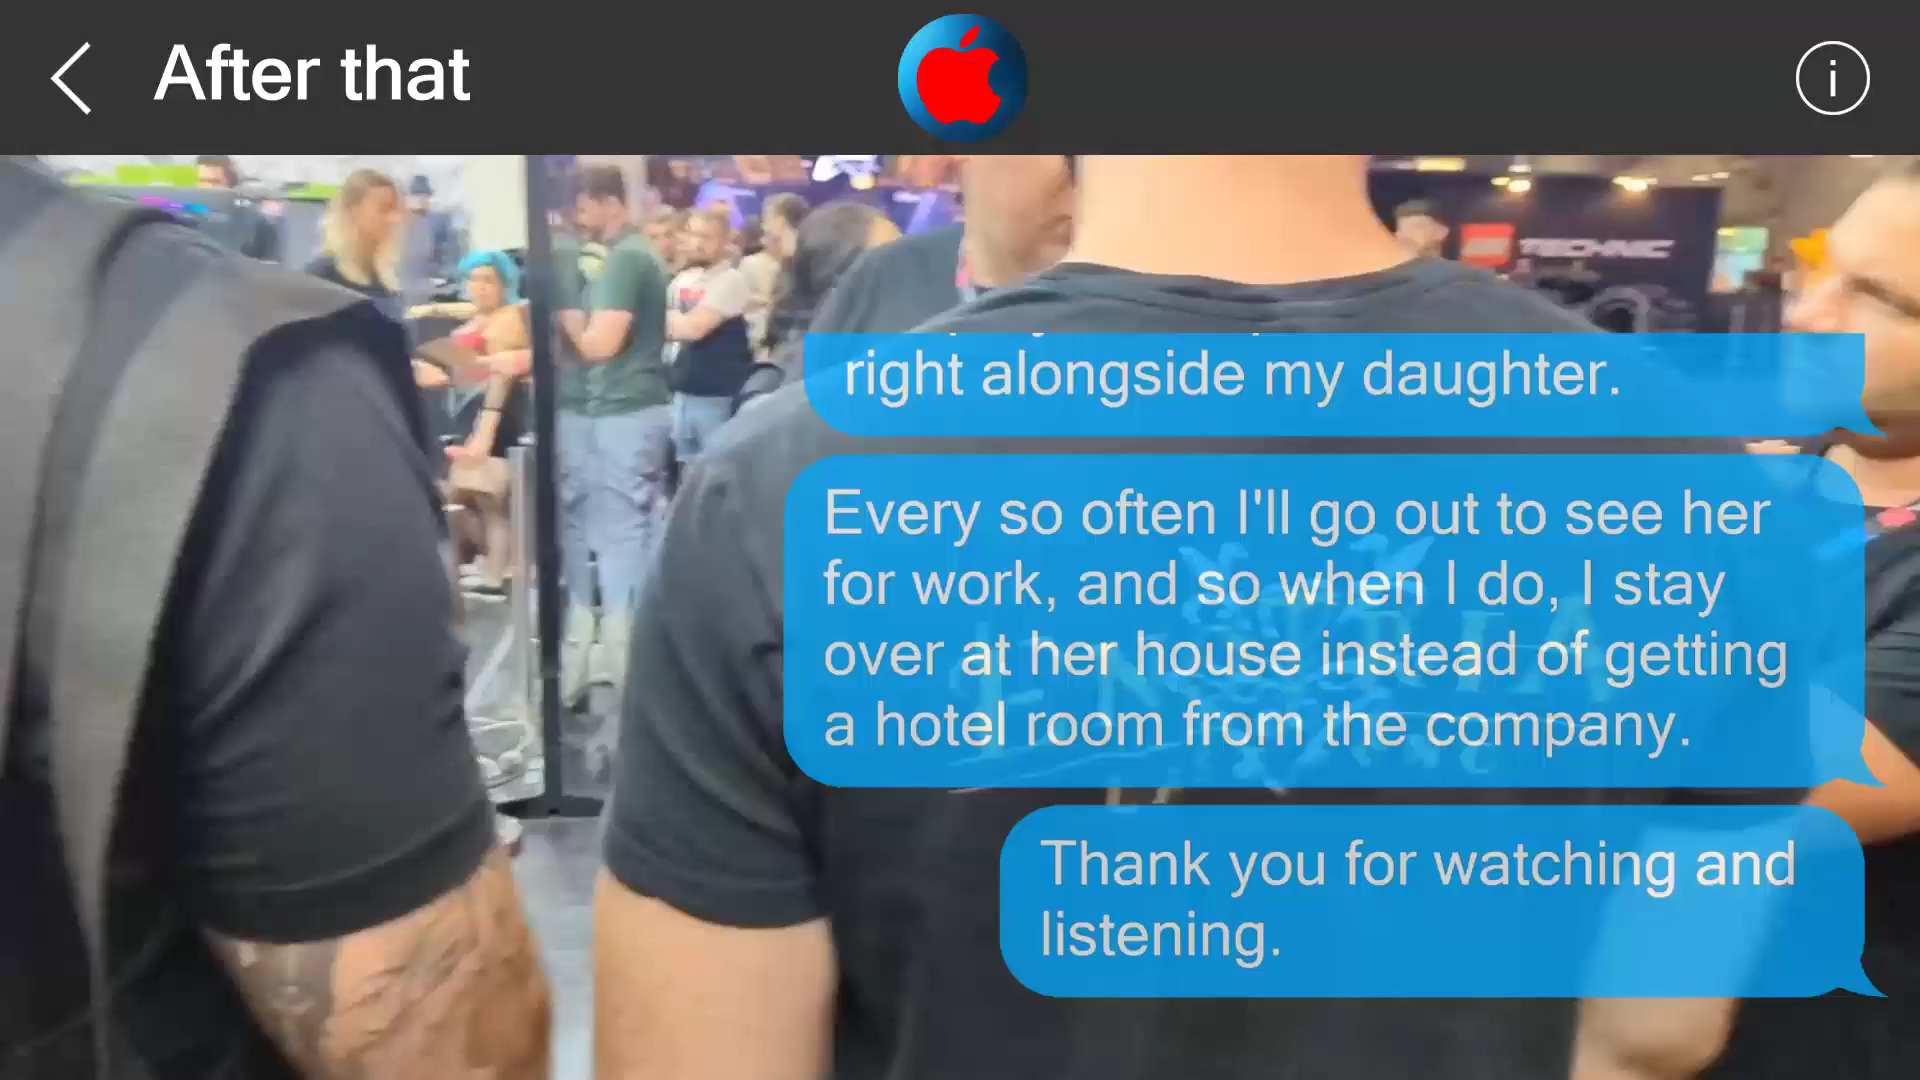 After that
TECHNIC
right alongside my daughter.
Every so often I'll go out to see her
for work, and so when I do, I stay
over at her house instead of getting
a hotel room from the company.
Thank you for watching and
listening.